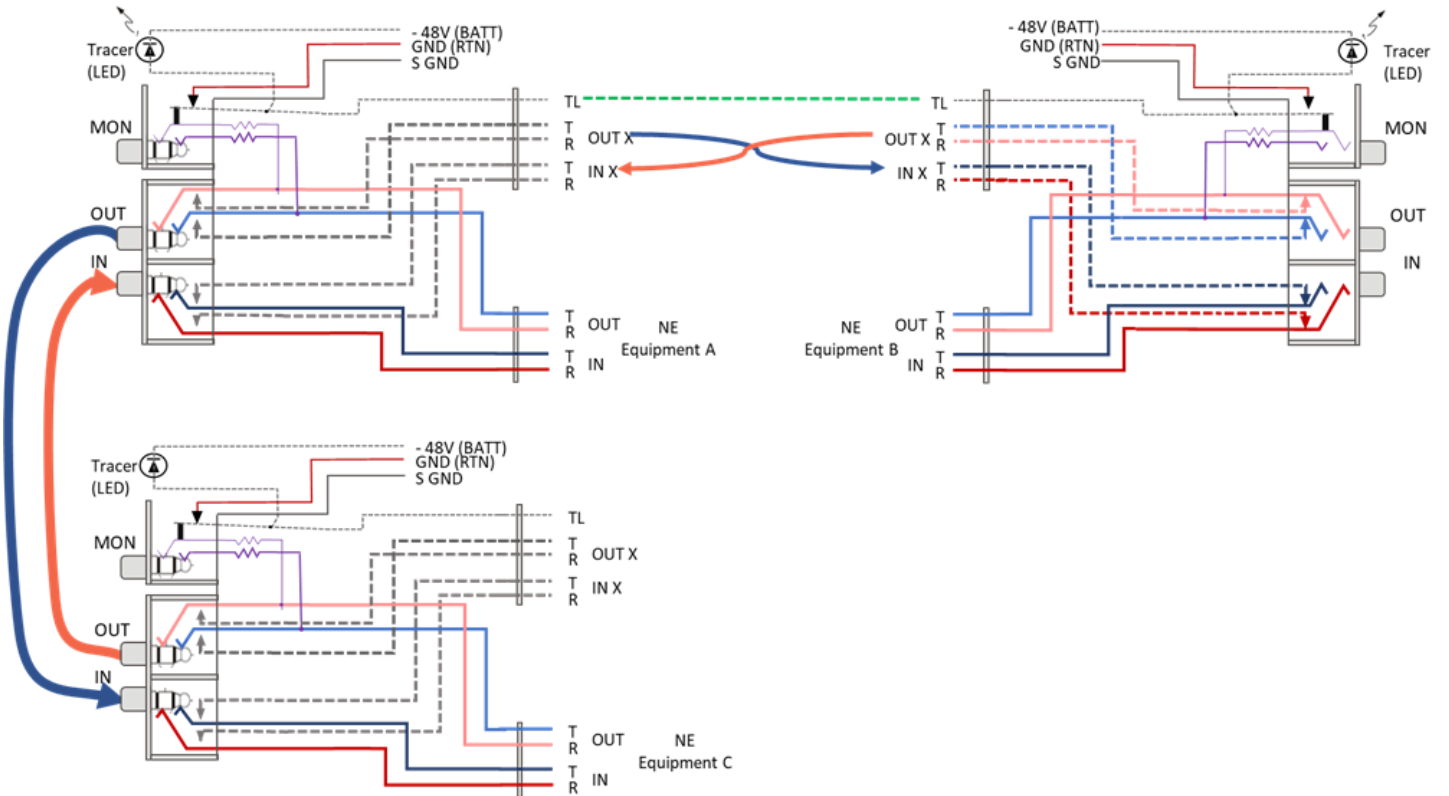 - 48V (BATT)
GND (RTN)
S GND
Tracer
(LED)
MON
OUT
IN
TL
T
R
OUT X
T
R
IN X
T
R
OUT
T
R
IN
NE
Equipment A
- 48V (BATT)
GND (RTN)
S GND
Tracer
(LED)
MON
OUT
IN
TL
OUT X
T
R
IN X
T
R
NE
Equipment B
OUT
T
R
IN
T
R
- 48V (BATT)
GND (RTN)
S GND
Tracer
(LED)
MON
OUT
IN
TL
T
R
OUT X
T
R
IN X
T
R
OUT
T
R
IN
NE
Equipment C